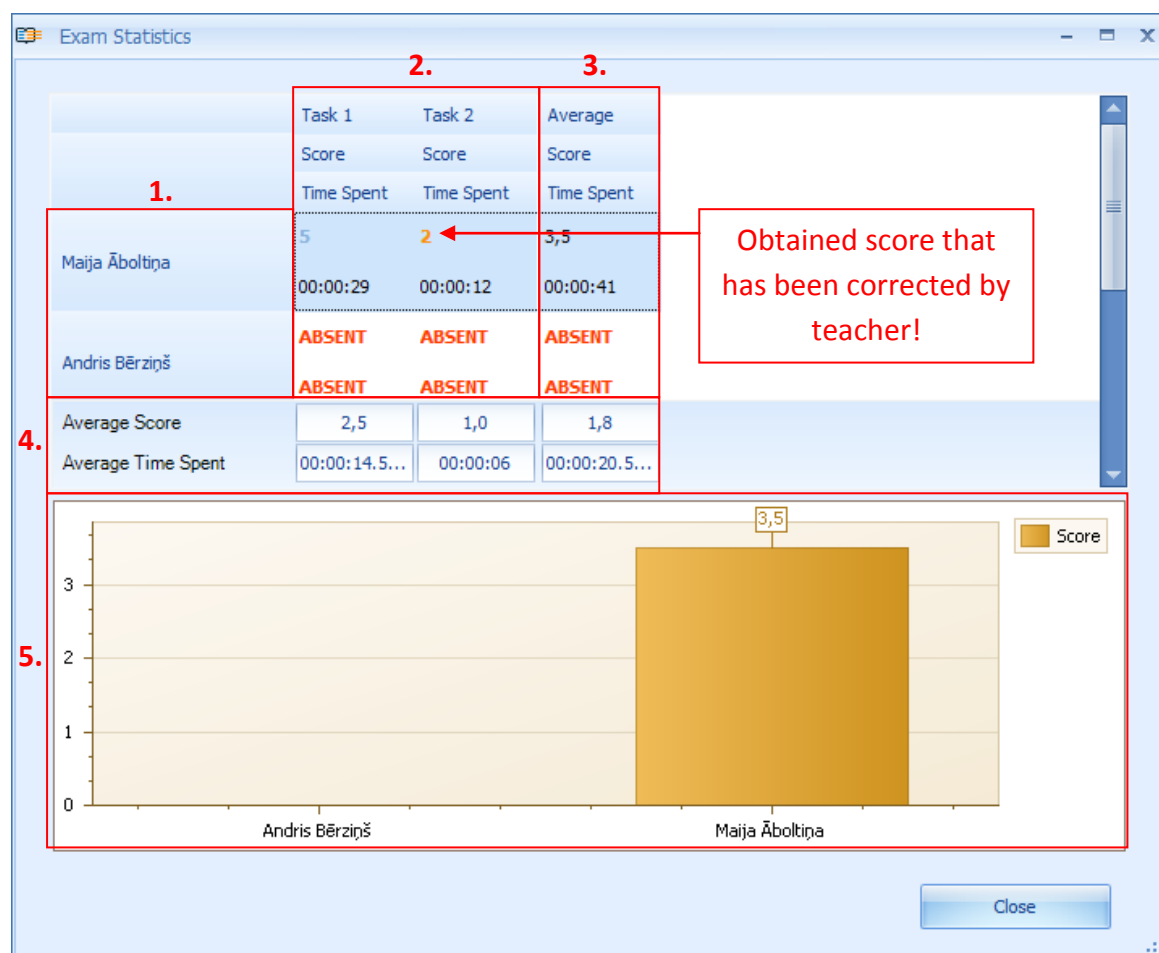 Exam Statistics
2. 3.
Task 1 Task 2 Average
Score Score Score
Time Spent Time Spent Time Spent
1.
Maija Āboltiņa
5 2 3,5
00:00:29 00:00:12 00:00:41
Obtained score that
has been corrected by
teacher!
Andris Bērziņš
ABSENT ABSENT ABSENT
ABSENT ABSENT ABSENT
4.
Average Score 2,5 1,0 1,8
Average Time Spent 00:00:14.5... 00:00:06 00:00:20.5...
5.
3,5
Score
3
2
1
0
Andris Bērziņš Maija Āboltiņa
Close